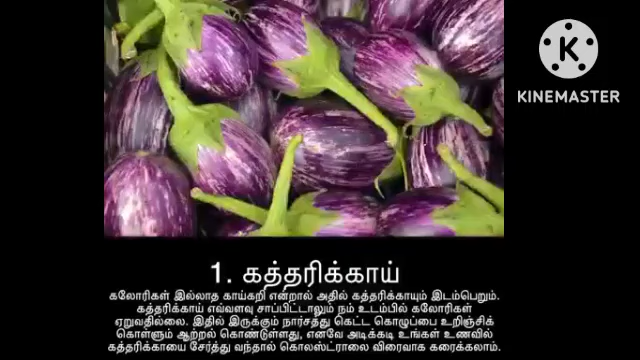 KINEMASTER
1. கத்தரிக்காய்
கலோரிகள் இல்லாத காய்கறி என்றால் அதில் கத்தரிக்காயும் இடம்பெறும்.
கத்தரிக்காய் எவ்வளவு சாப்பிட்டாலும் நம் உடம்பில் கலோரிகள்
ஏறுவதில்லை. இதில் இருக்கும் நார்சத்து கெட்ட கொழுப்பை உறிஞ்சிக்
கொள்ளும் ஆற்றல் கொண்டுள்ளது, எனவே அடிக்கடி உங்கள் உணவில்
கத்தரிக்காயை சேர்த்து வந்தால் கொலஸ்ட்ராலை விரைவாக கரைக்கலாம்.